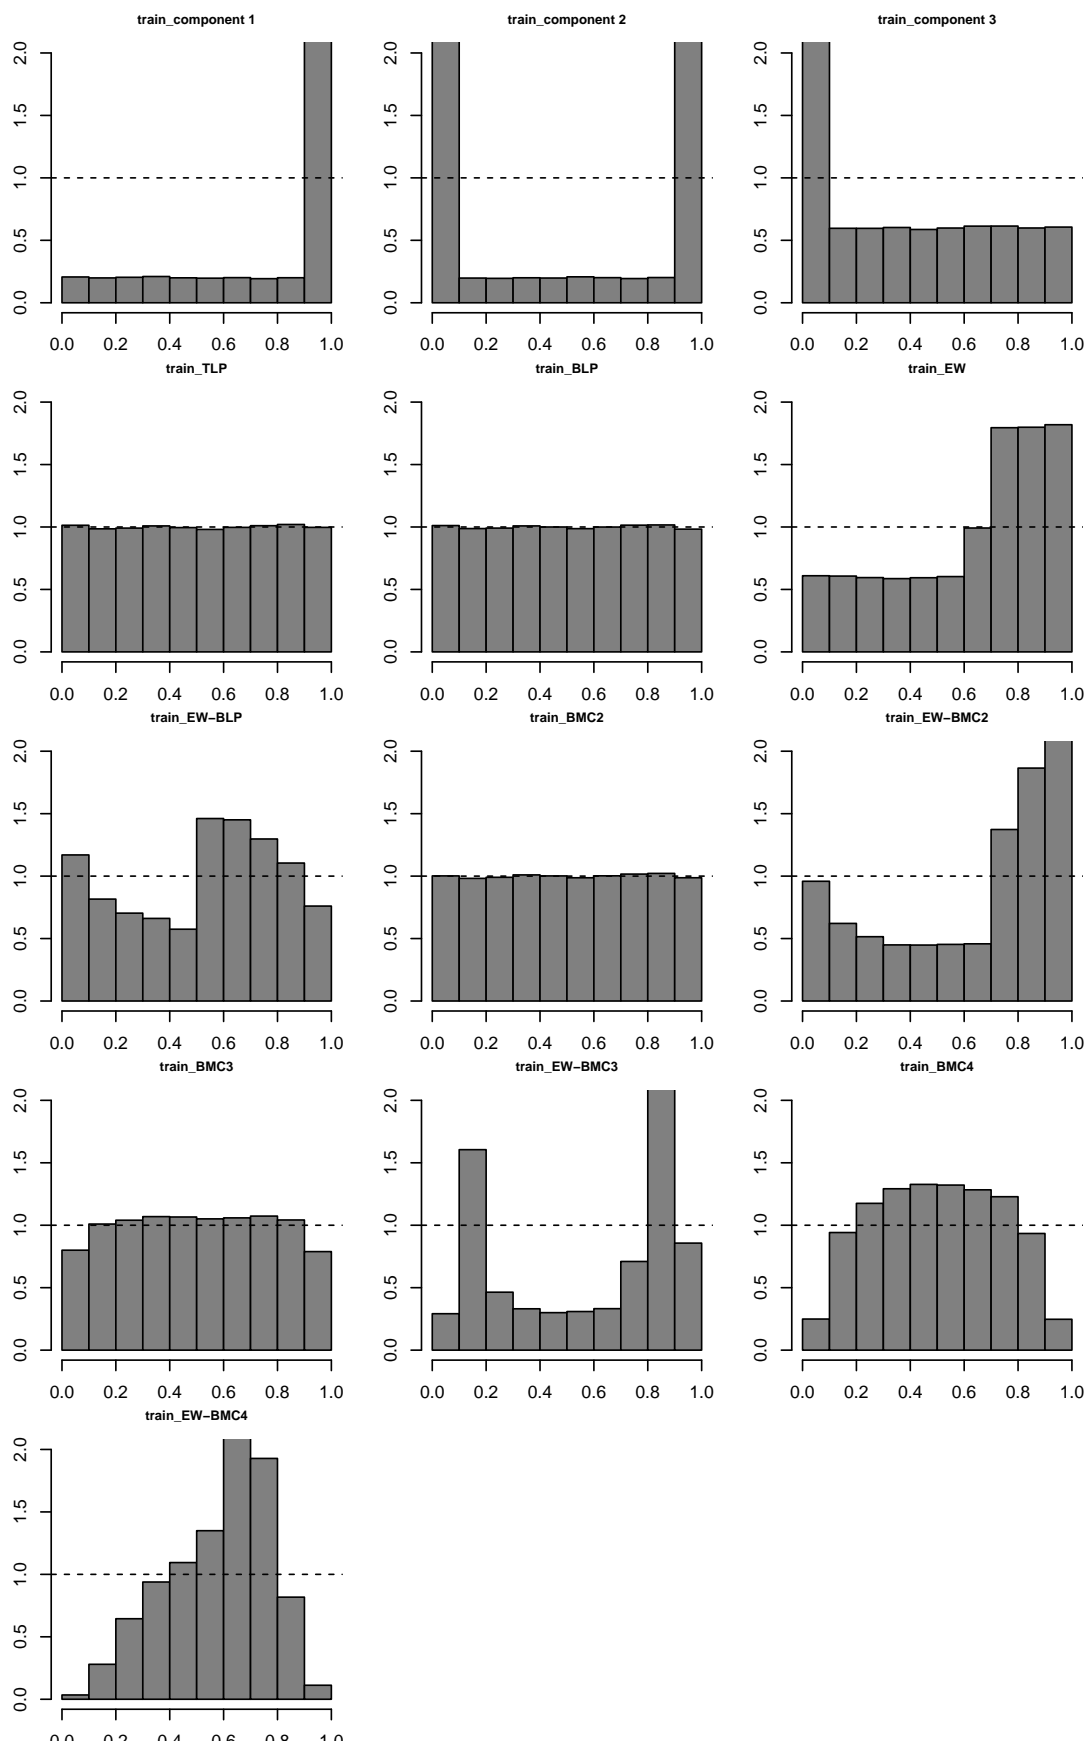 train_component 1
train_component 2
train_component 3
0.0 0.5 1.0 1.5 2.0
0.0 0.5 1.0 1.5 2.0
0.0 0.5 1.0 1.5 2.0
0.0 0.2 0.4 0.6 0.8 1.0
0.0 0.2 0.4 0.6 0.8 1.0
0.0 0.2 0.4 0.6 0.8 1.0
train_TLP
train_BLP
train_EW
0.0 0.5 1.0 1.5 2.0
0.0 0.5 1.0 1.5 2.0
0.0 0.5 1.0 1.5 2.0
0.0 0.2 0.4 0.6 0.8 1.0
0.0 0.2 0.4 0.6 0.8 1.0
0.0 0.2 0.4 0.6 0.8 1.0
train_EW−BLP
train_BMC2
train_EW−BMC2
0.0 0.5 1.0 1.5 2.0
0.0 0.5 1.0 1.5 2.0
0.0 0.5 1.0 1.5 2.0
0.0 0.2 0.4 0.6 0.8 1.0
0.0 0.2 0.4 0.6 0.8 1.0
0.0 0.2 0.4 0.6 0.8 1.0
train_BMC3
train_EW−BMC3
train_BMC4
0.0 0.5 1.0 1.5 2.0
0.0 0.5 1.0 1.5 2.0
0.0 0.5 1.0 1.5 2.0
0.0 0.2 0.4 0.6 0.8 1.0
0.0 0.2 0.4 0.6 0.8 1.0
0.0 0.2 0.4 0.6 0.8 1.0
train_EW−BMC4
0.0 0.5 1.0 1.5 2.0
0.0 0.2 0.4 0.6 0.8 1.0